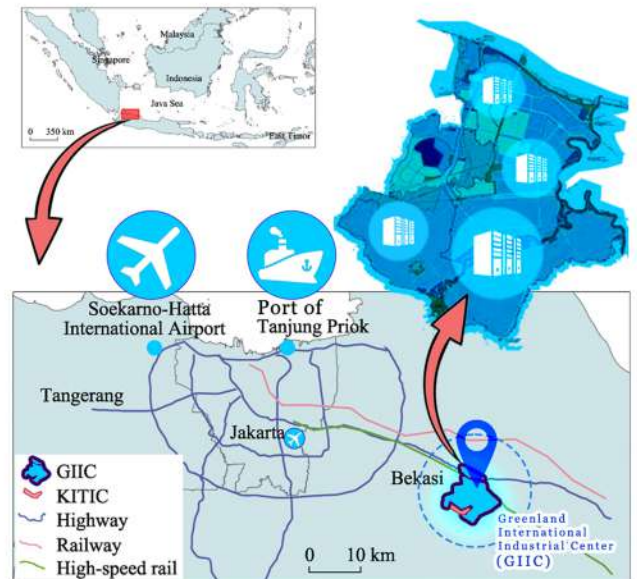 Malaysia
Singapore
Indonesia
Java Sea
East Timor
0 350 km
Soekarno-Hatta
International Airport
Port of
Tanjung Priok
Tangerang
Jakarta
Bekasi
GIIC
KITIC
Highway
Railway
High-speed rail
0 10 km
Greenland
International
Industrial Center
(GIIC)